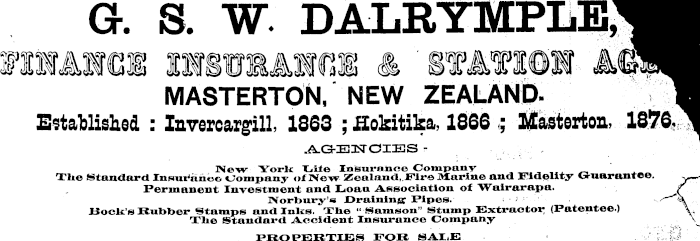 G. S. W. DALRYMPLE,
FINANCE INSURANCE & STATION
MASTERTON, NEW ZEALAND.
Established : Invercargill, 1863 ; Hokitika, 1866 ; Masterton, 1876.
AGENCIES -
New York Life Insurance Company
The Standard Insurance Company of New Zealand, Fire Marine and Fidelity Guarantee.
Permanent Investment and Loan Association of Wairarapa.
Norbury's Draining Pipes.
Bock's Rubber Stamps and Inks. The "Samson" Stump Extractor, (Patentee.)
The Standard Accident Insurance Company
PROPERTIES FOR SALE